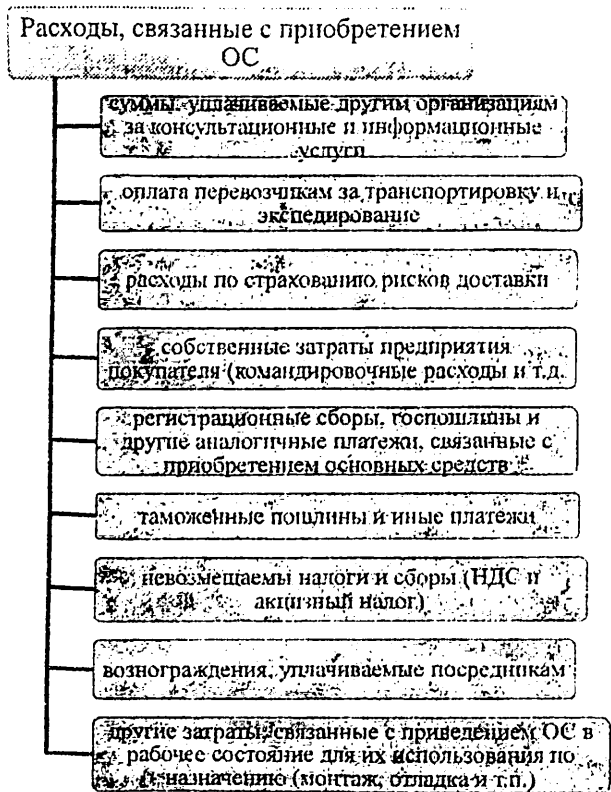 Расходы, связанные с приобретением
ОС
суммы, уплачиваемые другим организациям
за консультационные и информационные
услуги
оплата перевозчикам за транспортировку и
экспедирование
расходы по страхованию рисков доставки
собственные затраты предприятия
покупателя (командировочные расходы и т.д.
регистрационные сборы, госпошлины и
другие аналогичные платежи, связанные с
приобретением основных средств
таможенные пошлины и иные платежи
невозмещаемы налоги и сборы (НДС и
акцизный налог)
вознограждения, уплачиваемые посредникам
другие затраты, связанные с приведением ОС в
рабочее состояние для их использования по
назначению (монтаж, отладка и т.п.)